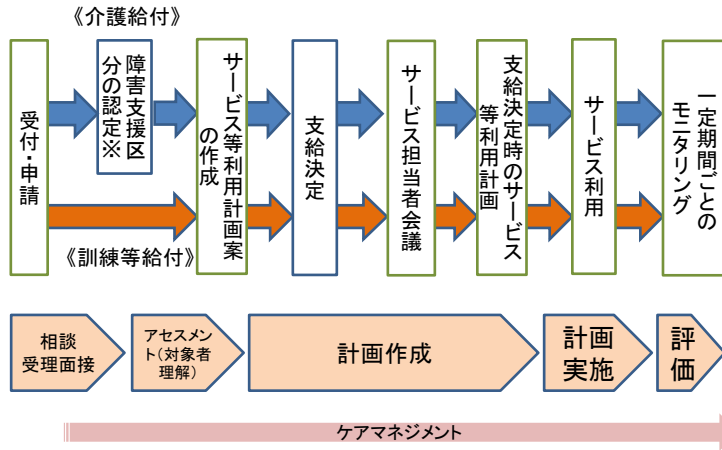 《介護給付》
受付・申請
障害支援区
分の認定※
サービス等利用計画案
の作成
支給決定
サービス担当者会議
支給決定時のサービス
等利用計画
サービス利用
一定期間ごとの
モニタリング
《訓練等給付》
相談
受理面接
アセスメン
ト(対象者
理解)
計画作成
計画
実施
評
価
ケアマネジメント